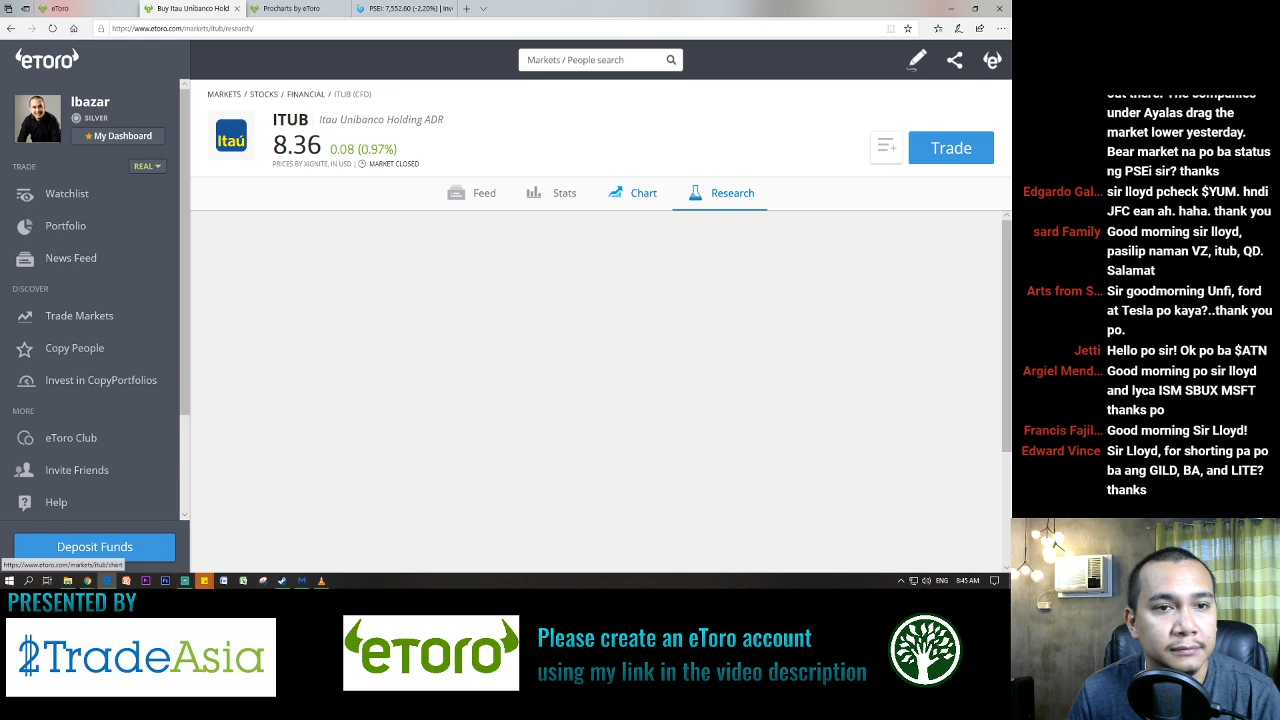 eToro
Buy Itau Unibanco Hold
Procharts by eToro
PSEI: 7,552.60 (-2.20%) | Inv
https://www.etoro.com/markets/itub/research/
eToro
Markets / People search
lbazar
SILVER
My Dashboard
TRADE
REAL
Watchlist
Portfolio
News Feed
DISCOVER
Trade Markets
Copy People
Invest in CopyPortfolios
MORE
eToro Club
Invite Friends
Help
Deposit Funds
https://www.etoro.com/markets/itub/chart
MARKETS / STOCKS / FINANCIAL / ITUB (CFD)
Itaú
ITUB Itau Unibanco Holding ADR
8.36 0.08 (0.97%)
PRICES BY XIGNITE, IN USD | MARKET CLOSED
Trade
Feed
Stats
Chart
Research
ENG
8:45 AM
out there! The companies
under Ayalas drag the
market lower yesterday.
Bear market na po ba status
ng PSEi sir? thanks
Edgardo Gal... sir lloyd pcheck $YUM. hndi
JFC ean ah. haha. thank you
sard Family Good morning sir lloyd,
pasilip naman VZ, itub, QD.
Salamat
Arts from S... Sir goodmorning Unfi, ford
at Tesla po kaya?..thank you
po.
Jetti Hello po sir! Ok po ba $ATN
Argiel Mend... Good morning po sir lloyd
and lyca ISM SBUX MSFT
thanks po
Francis Fajil... Good morning Sir Lloyd!
Edward Vince Sir Lloyd, for shorting pa po
ba ang GILD, BA, and LITE?
thanks
PRESENTED BY
2TradeAsia
eToro
Please create an eToro account
using my link in the video description